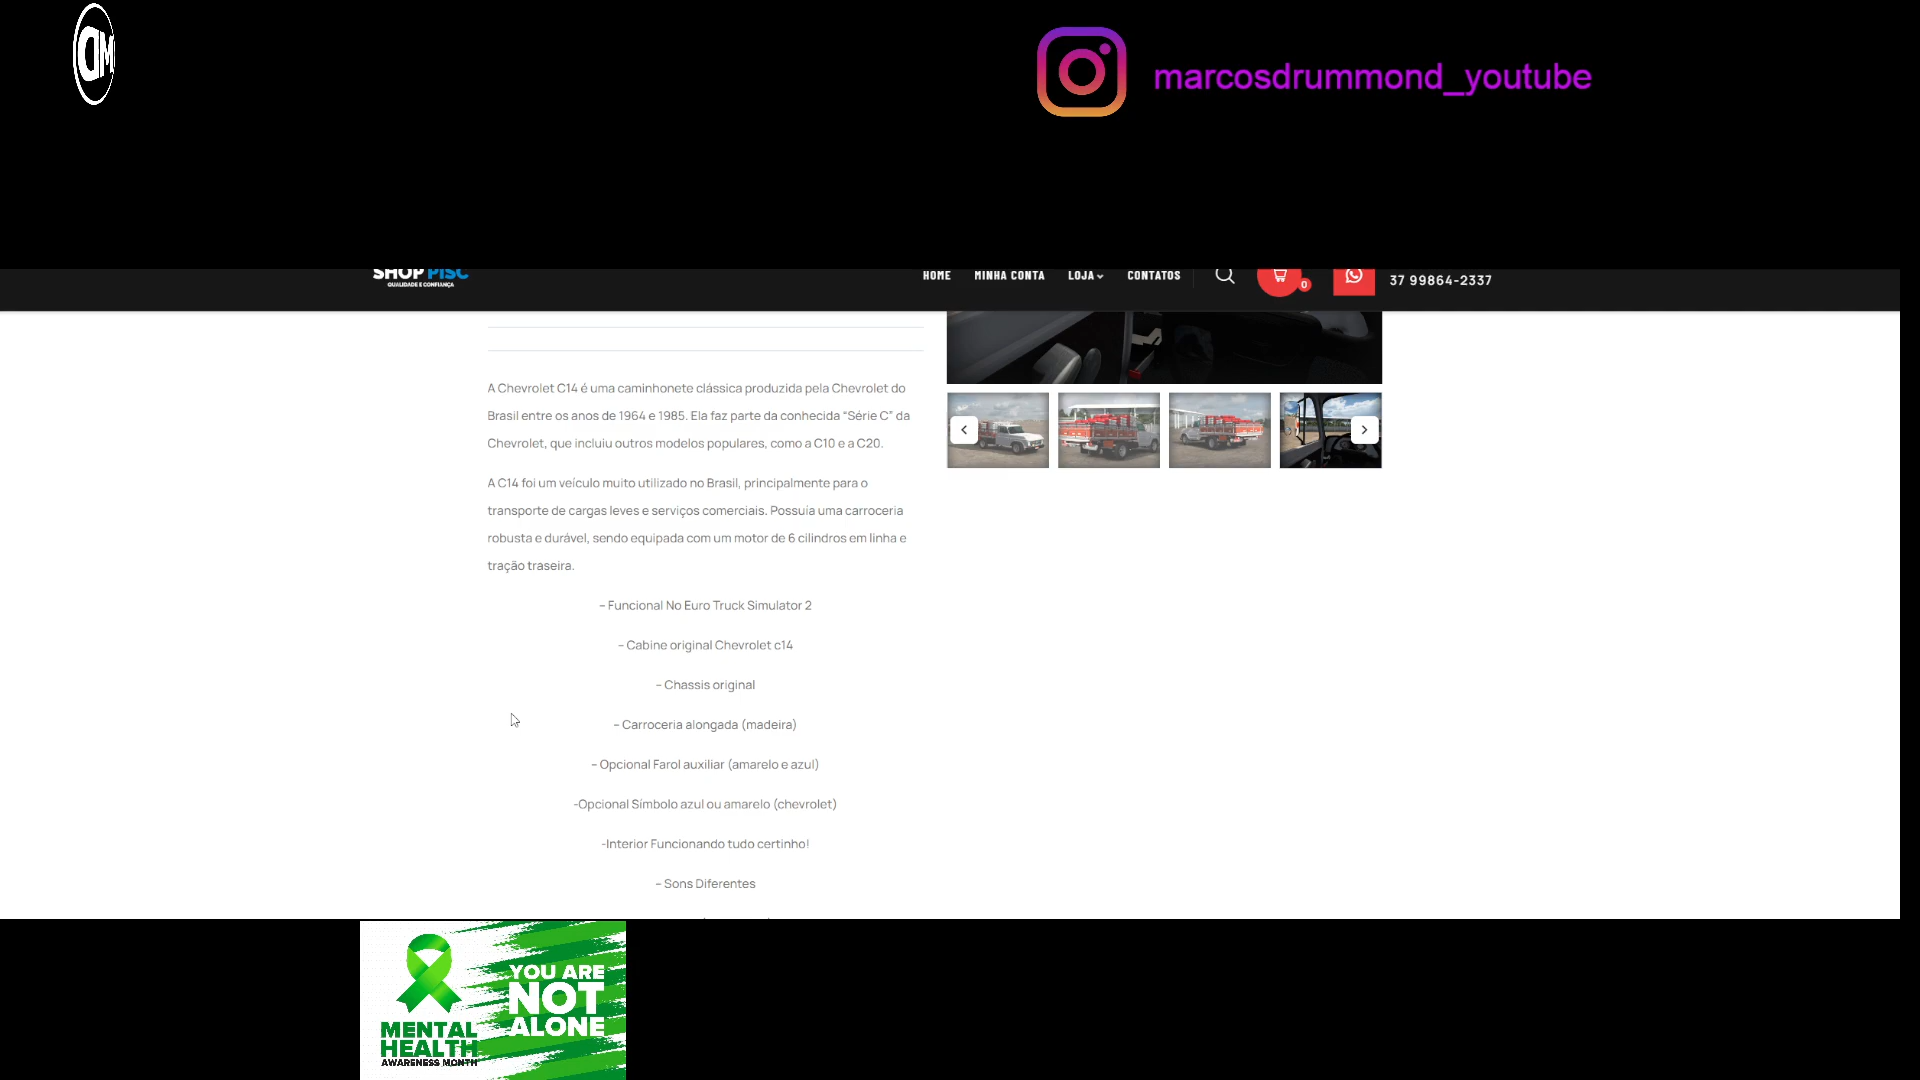 DM
marcosdrummond_youtube
SHOP PISC
QUALIDADE E CONFIANÇA
HOME MINHA CONTA LOJA CONTATOS 0 37 99864-2337
A Chevrolet C14 é uma caminhonete clássica produzida pela Chevrolet do
Brasil entre os anos de 1964 e 1985. Ela faz parte da conhecida “Série C” da
Chevrolet, que incluiu outros modelos populares, como a C10 e a C20.
A C14 foi um veículo muito utilizado no Brasil, principalmente para o
transporte de cargas leves e serviços comerciais. Possuía uma carroceria
robusta e durável, sendo equipada com um motor de 6 cilindros em linha e
tração traseira.
– Funcional No Euro Truck Simulator 2
– Cabine original Chevrolet c14
– Chassis original
– Carroceria alongada (madeira)
– Opcional Farol auxiliar (amarelo e azul)
-Opcional Símbolo azul ou amarelo (chevrolet)
-Interior Funcionando tudo certinho!
– Sons Diferentes
YOU ARE
NOT
ALONE
MENTAL
HEALTH
AWARENESS MONTH